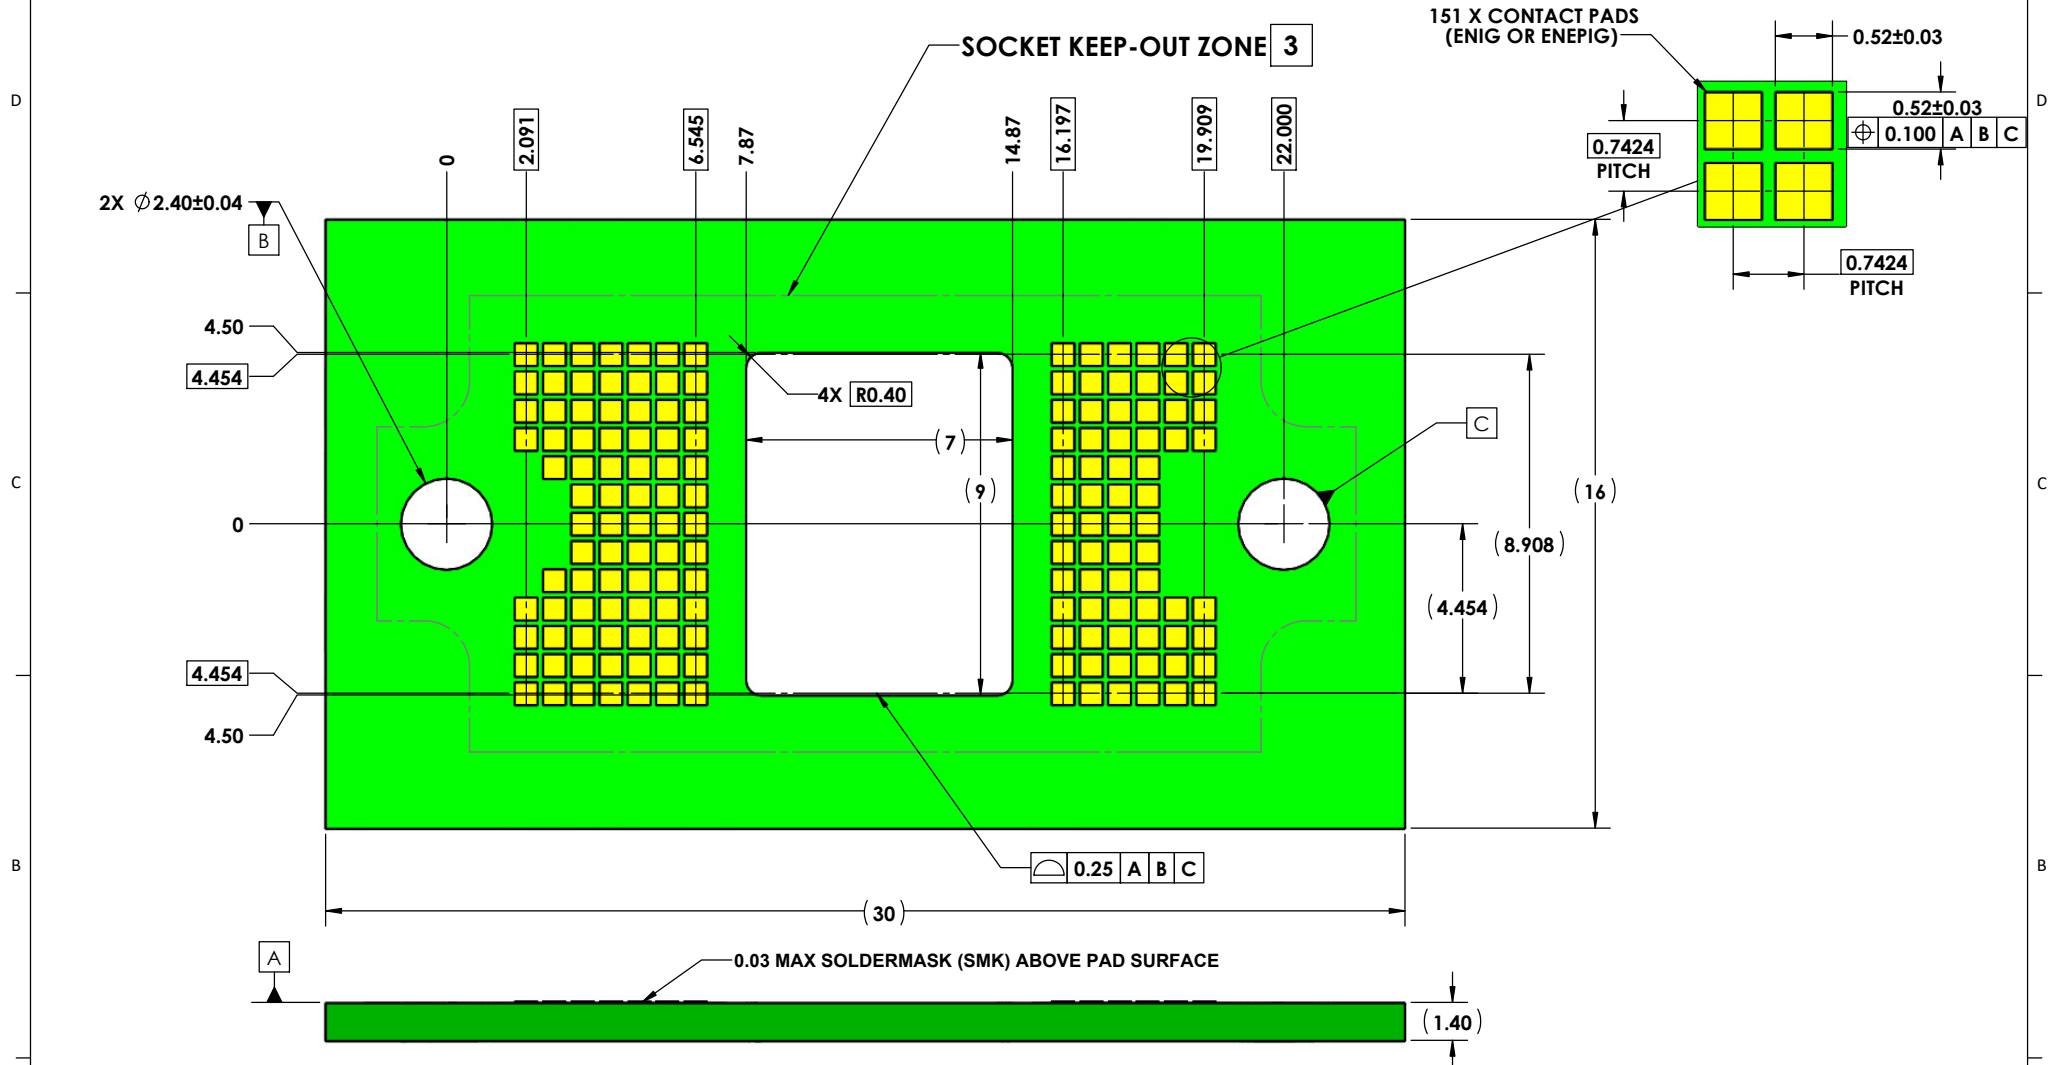 151 X CONTACT PADS
(ENIG OR ENEPIG)
0.52±0.03
SOCKET KEEP-OUT ZONE 3
D
D
0.52±0.03
⌖ 0.100 A B C
0.7424
PITCH
0
2.091
6.545
7.87
14.87
16.197
19.909
22.000
2X ∅2.40±0.04
B
0.7424
PITCH
4.50
4.454
4X R0.40
(7)
C
C
(9)
(16)
C
0
(8.908)
(4.454)
4.454
4.50
B
⌓ 0.25 A B C
B
(30)
A
0.03 MAX SOLDERMASK (SMK) ABOVE PAD SURFACE
(1.40)